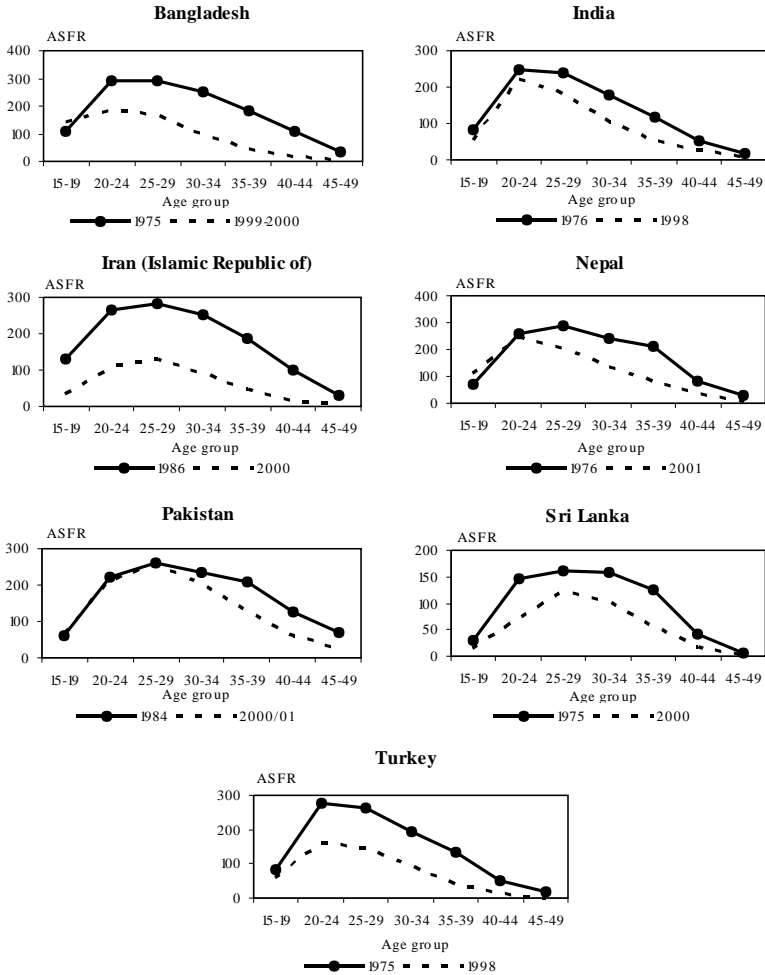 Bangladesh
ASFR
400
300
200
100
0
15-19 20-24 25-29 30-34 35-39 40-44 45-49
Age group
1975 1999-2000
India
ASFR
300
200
100
0
15-19 20-24 25-29 30-34 35-39 40-44 45-49
Age group
1976 1998
Iran (Islamic Republic of)
ASFR
300
200
100
0
15-19 20-24 25-29 30-34 35-39 40-44 45-49
Age group
1986 2000
Nepal
ASFR
400
300
200
100
0
15-19 20-24 25-29 30-34 35-39 40-44 45-49
Age group
1976 2001
Pakistan
ASFR
300
200
100
0
15-19 20-24 25-29 30-34 35-39 40-44 45-49
Age group
1984 2000/01
Sri Lanka
ASFR
200
150
100
50
0
15-19 20-24 25-29 30-34 35-39 40-44 45-49
Age group
1975 2000
Turkey
ASFR
300
200
100
0
15-19 20-24 25-29 30-34 35-39 40-44 45-49
Age group
1975 1998